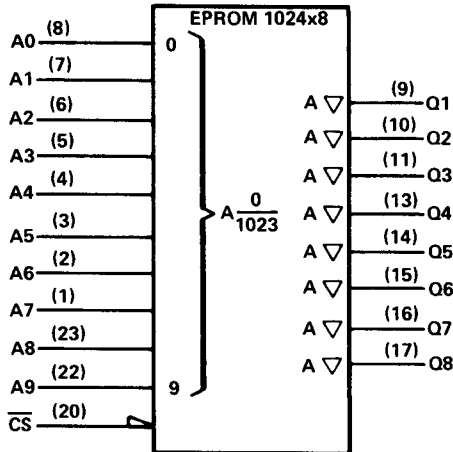 EPROM 1024x8
A0 (8) 0
A1 (7)
A2 (6)
A3 (5)
A4 (4)
A5 (3)
A6 (2)
A7 (1)
A8 (23)
A9 (22) 9
CS (20)
A 0/1023
A ▽ (9) Q1
A ▽ (10) Q2
A ▽ (11) Q3
A ▽ (13) Q4
A ▽ (14) Q5
A ▽ (15) Q6
A ▽ (16) Q7
A ▽ (17) Q8